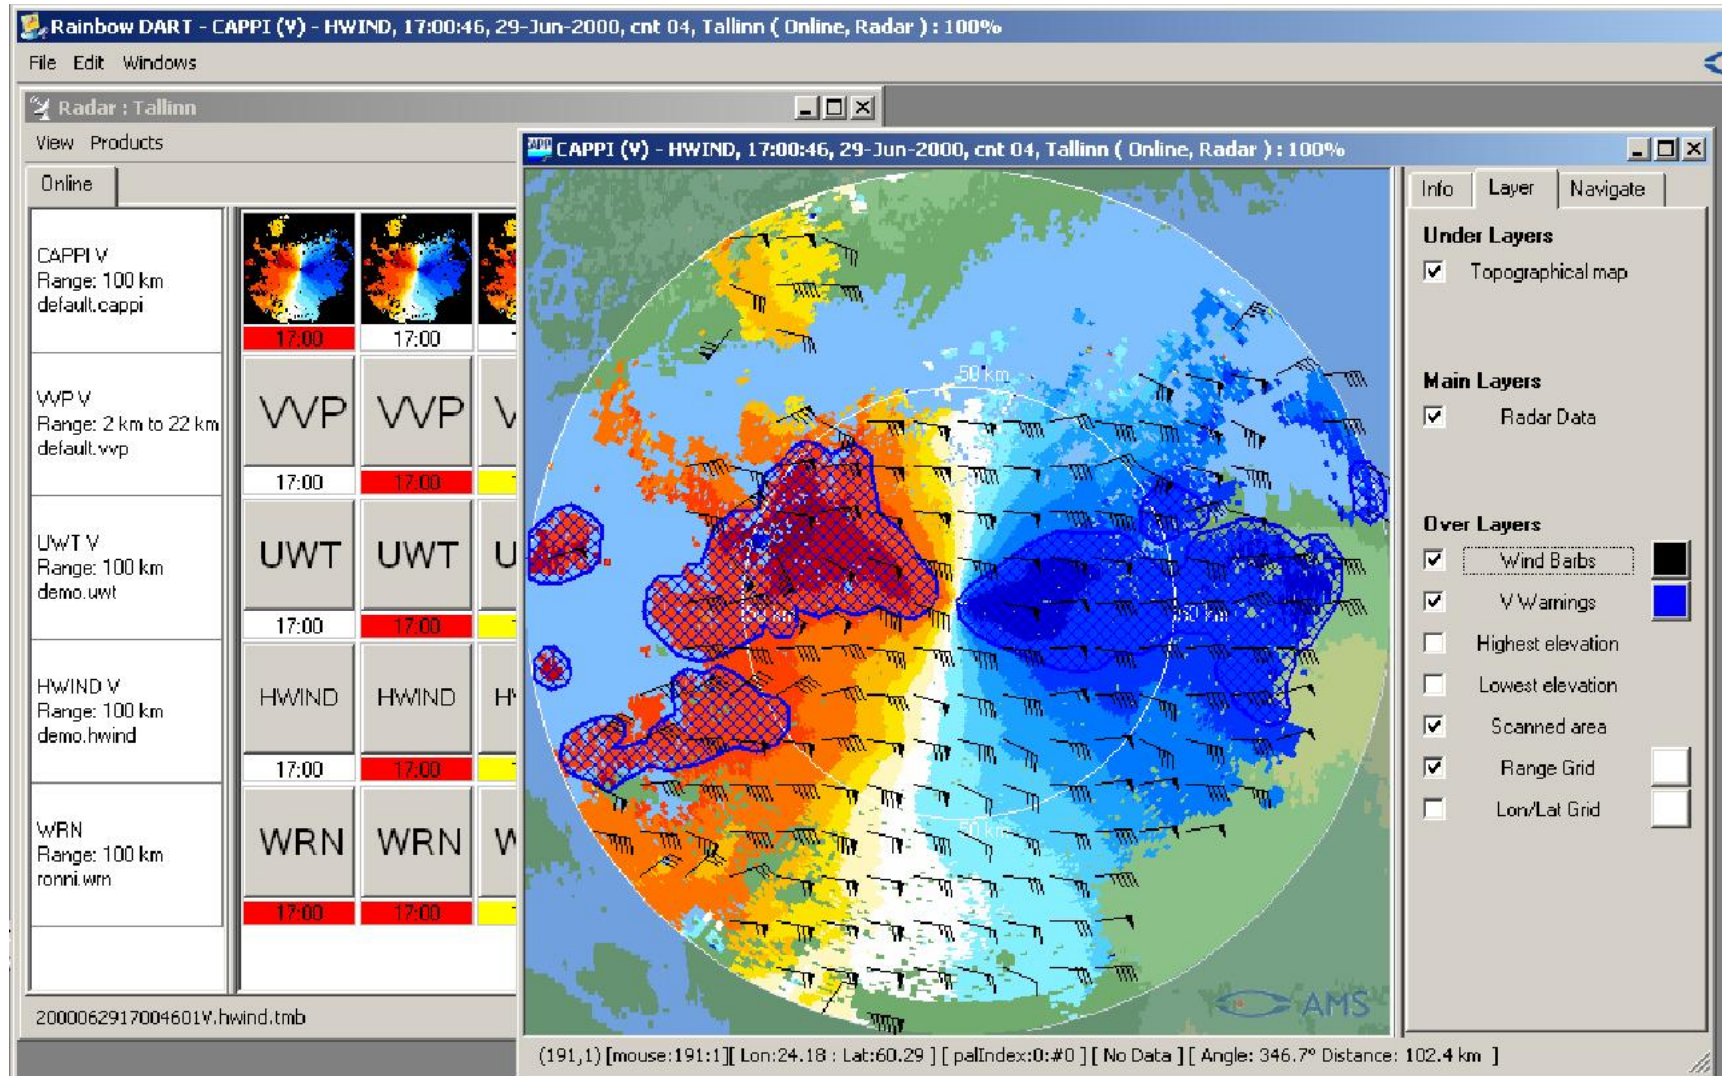 Rainbow DART - CAPPI (V) - HWIND, 17:00:46, 29-Jun-2000, cnt 04, Tallinn ( Online, Radar ) : 100%
File Edit Windows
Radar : Tallinn
View Products
Online
CAPPI V
Range: 100 km
default.cappi
17:00 17:00
VVP V
Range: 2 km to 22 km
default.vvp
VVP VVP V
17:00 17:00
UWT V
Range: 100 km
demo.uwt
UWT UWT U
17:00 17:00
HWIND V
Range: 100 km
demo.hwind
HWIND HWIND
17:00 17:00
WRN
Range: 100 km
ronni.wrn
WRN WRN
17:00 17:00
2000062917004601V.hwind.tmb
CAPPI (V) - HWIND, 17:00:46, 29-Jun-2000, cnt 04, Tallinn ( Online, Radar ) : 100%
50 km
50 km
50 km
50 km
AMS
Info Layer Navigate
Under Layers
Topographical map
Main Layers
Radar Data
Over Layers
Wind Barbs
V Warnings
Highest elevation
Lowest elevation
Scanned area
Range Grid
Lon/Lat Grid
(191,1) [mouse:191:1][ Lon:24.18 : Lat:60.29 ] [ palIndex:0:#0 ] [ No Data ] [ Angle: 346.7° Distance: 102.4 km ]